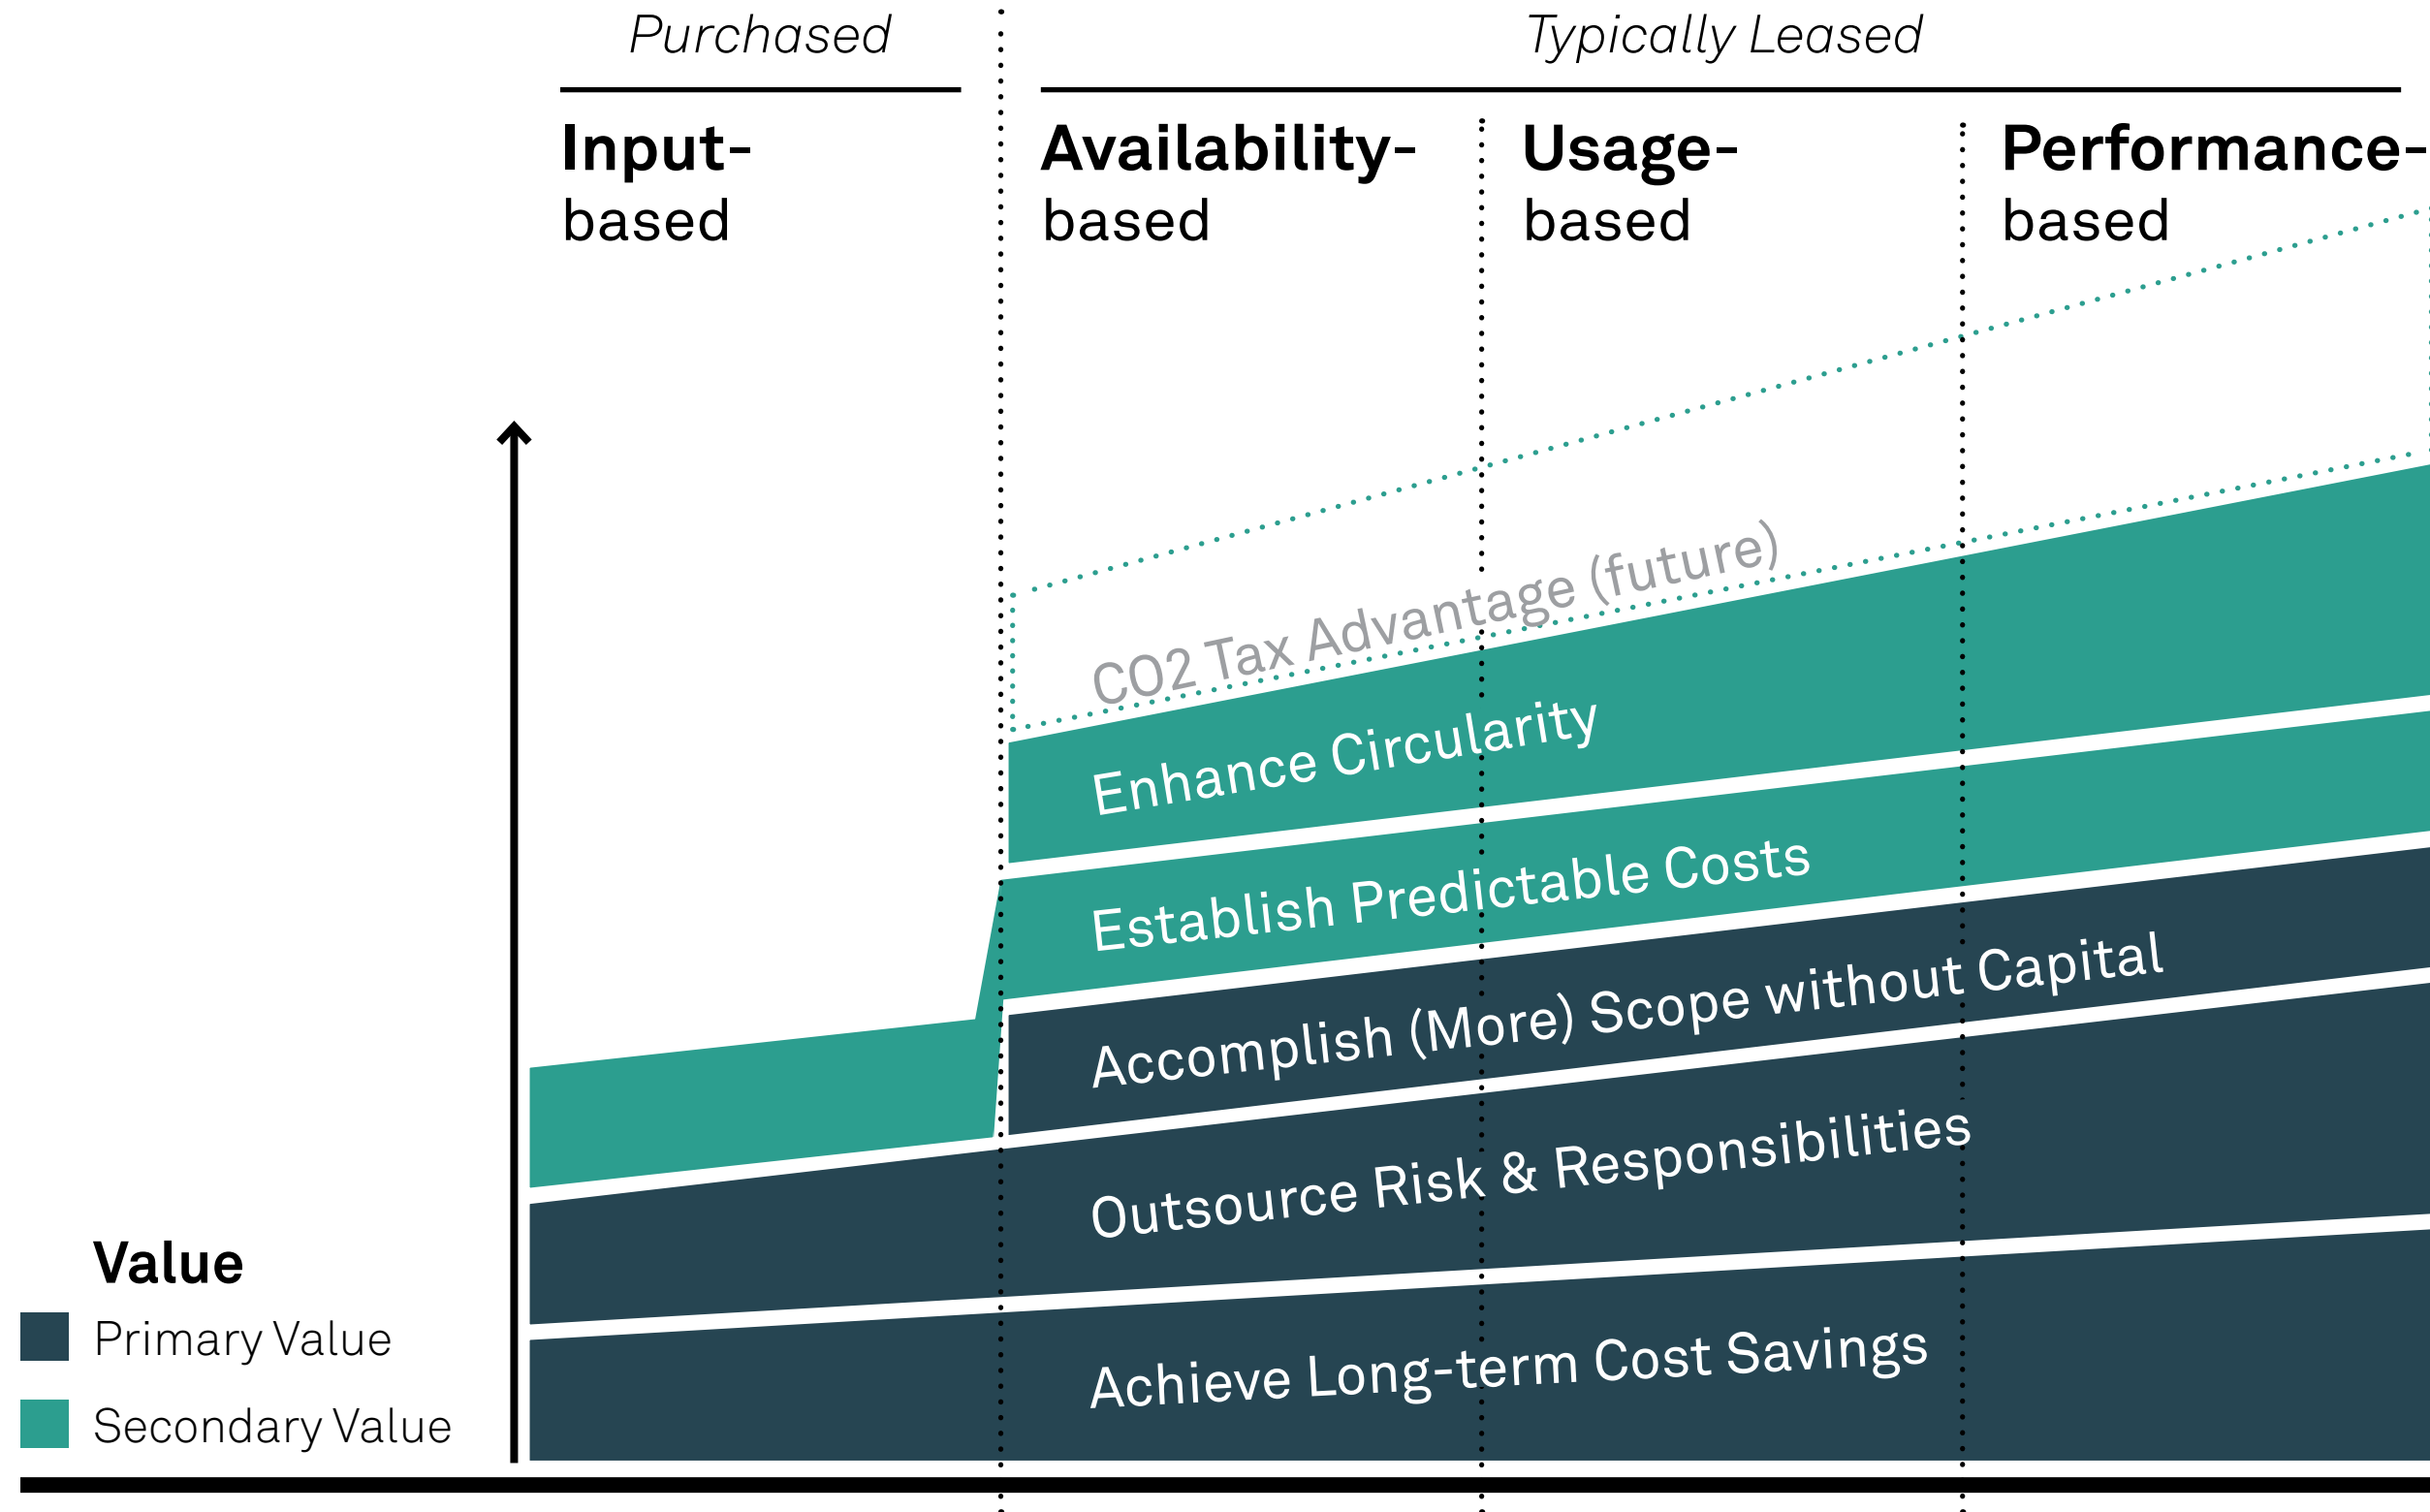 Purchased
Typically Leased
Input-
based
Availability-
based
Usage-
based
Performance-
based
CO2 Tax Advantage (future)
Enhance Circularity
Establish Predictable Costs
Accomplish (More) Scope without Capital
Outsource Risk & Responsibilities
Achieve Long-term Cost Savings
Value
Primary Value
Secondary Value